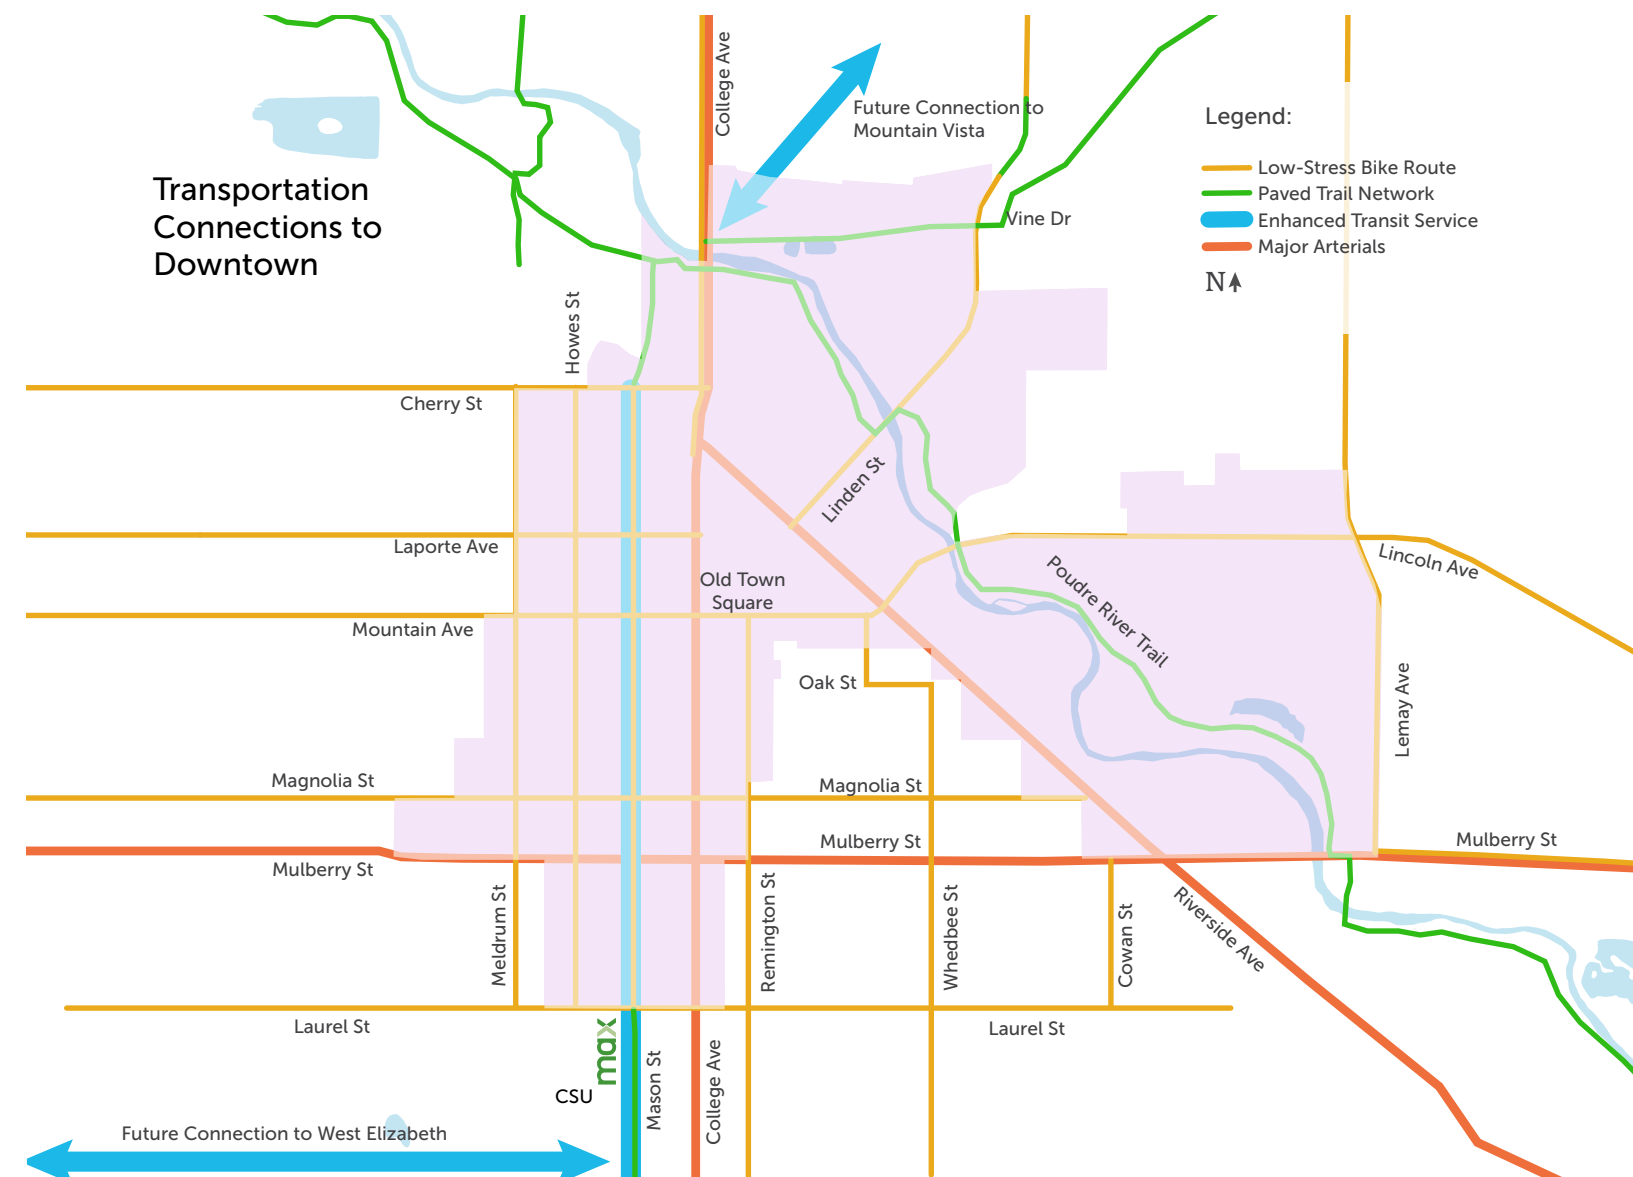 College Ave
Future Connection to
Mountain Vista
Legend:
Low-Stress Bike Route
Paved Trail Network
Enhanced Transit Service
Major Arterials
N
Transportation
Connections to
Downtown
Vine Dr
Howes St
Cherry St
Linden St
Laporte Ave
Lincoln Ave
Old Town
Square
Poudre River Trail
Mountain Ave
Oak St
Lemay Ave
Magnolia St
Magnolia St
Mulberry St
Mulberry St
Mulberry St
Meldrum St
Remington St
Whedbee St
Cowan St
Riverside Ave
Laurel St
Laurel St
max
CSU
Mason St
College Ave
Future Connection to West Elizabeth